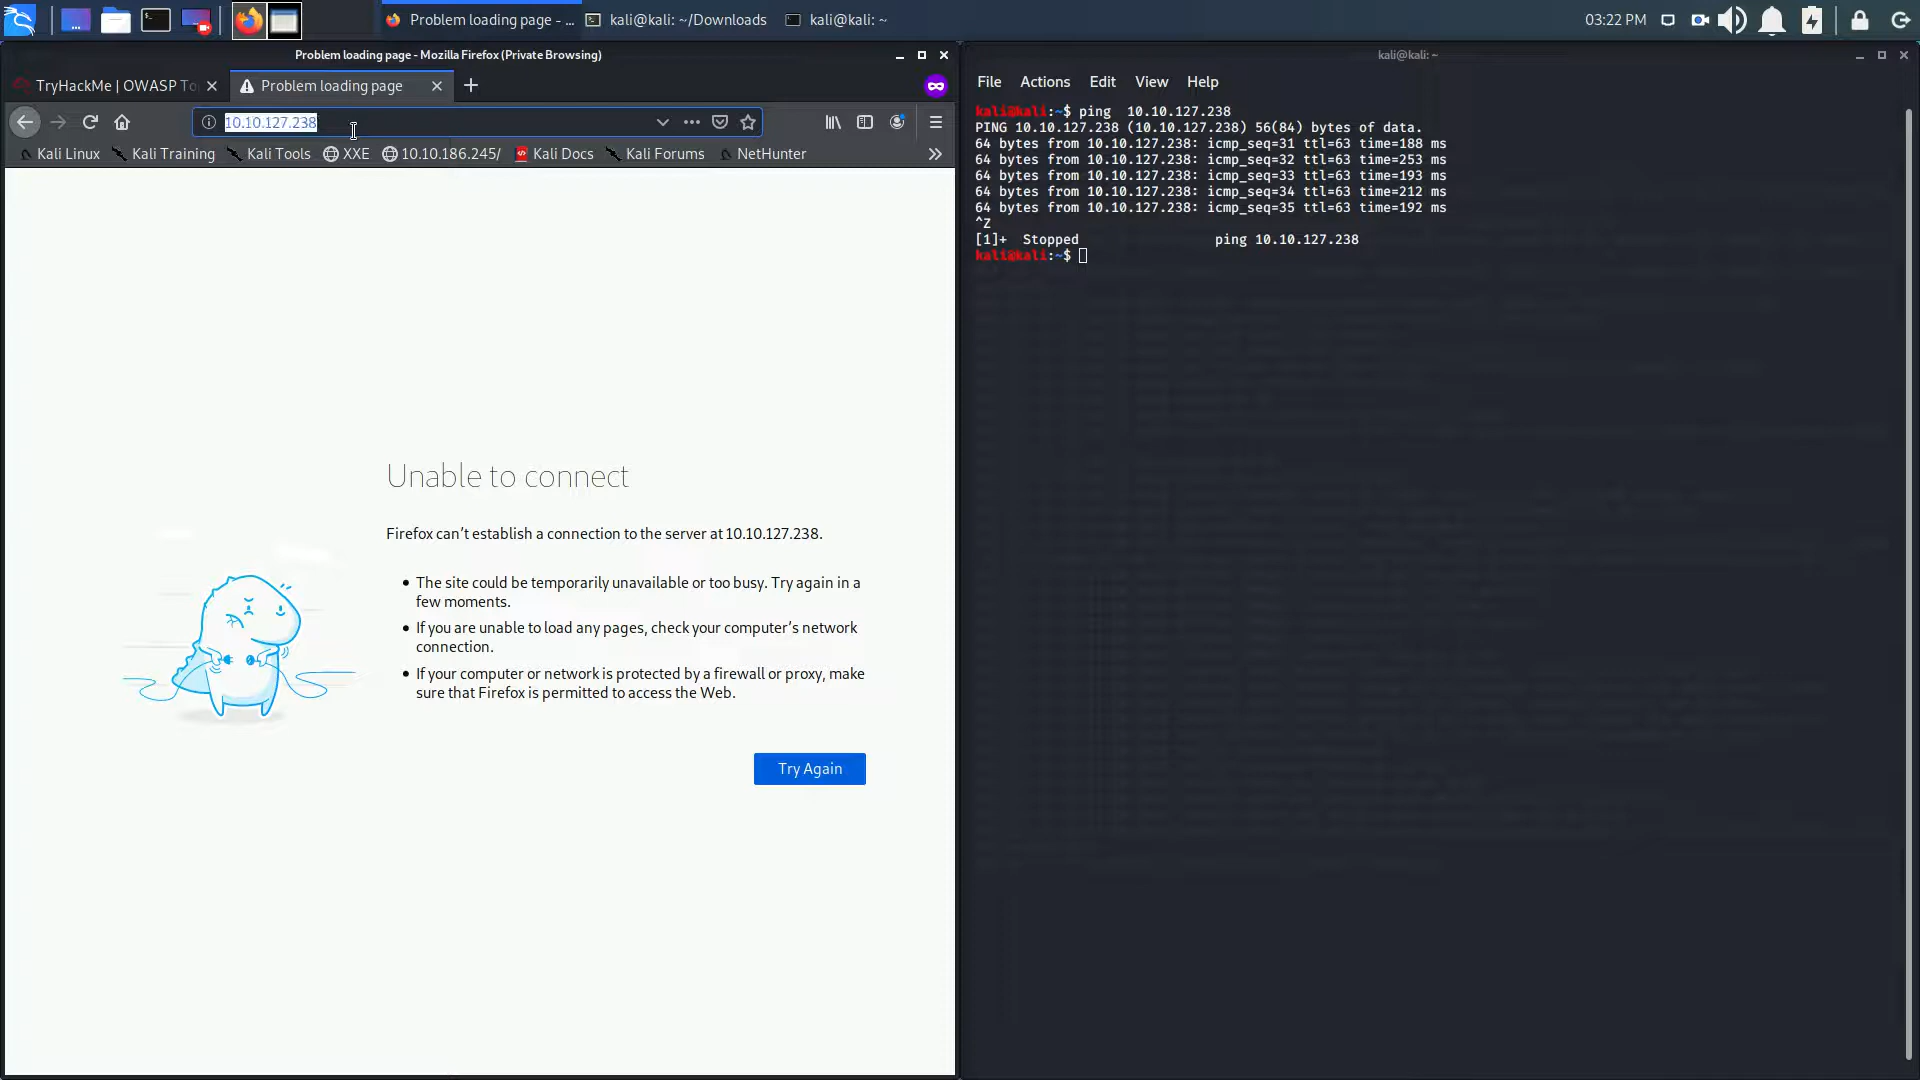 Problem loading page - ...
kali@kali: ~/Downloads
kali@kali: ~
03:22 PM
Problem loading page - Mozilla Firefox (Private Browsing)
TryHackMe | OWASP To
Problem loading page
10.10.127.238
Kali Linux
Kali Training
Kali Tools
XXE
10.10.186.245/
Kali Docs
Kali Forums
NetHunter
Unable to connect
Firefox can’t establish a connection to the server at 10.10.127.238.
The site could be temporarily unavailable or too busy. Try again in a
few moments.
If you are unable to load any pages, check your computer’s network
connection.
If your computer or network is protected by a firewall or proxy, make
sure that Firefox is permitted to access the Web.
Try Again
kali@kali: ~
File Actions Edit View Help
kali@kali:~$ ping  10.10.127.238
PING 10.10.127.238 (10.10.127.238) 56(84) bytes of data.
64 bytes from 10.10.127.238: icmp_seq=31 ttl=63 time=188 ms
64 bytes from 10.10.127.238: icmp_seq=32 ttl=63 time=253 ms
64 bytes from 10.10.127.238: icmp_seq=33 ttl=63 time=193 ms
64 bytes from 10.10.127.238: icmp_seq=34 ttl=63 time=212 ms
64 bytes from 10.10.127.238: icmp_seq=35 ttl=63 time=192 ms
^Z
[1]+  Stopped                 ping 10.10.127.238
kali@kali:~$